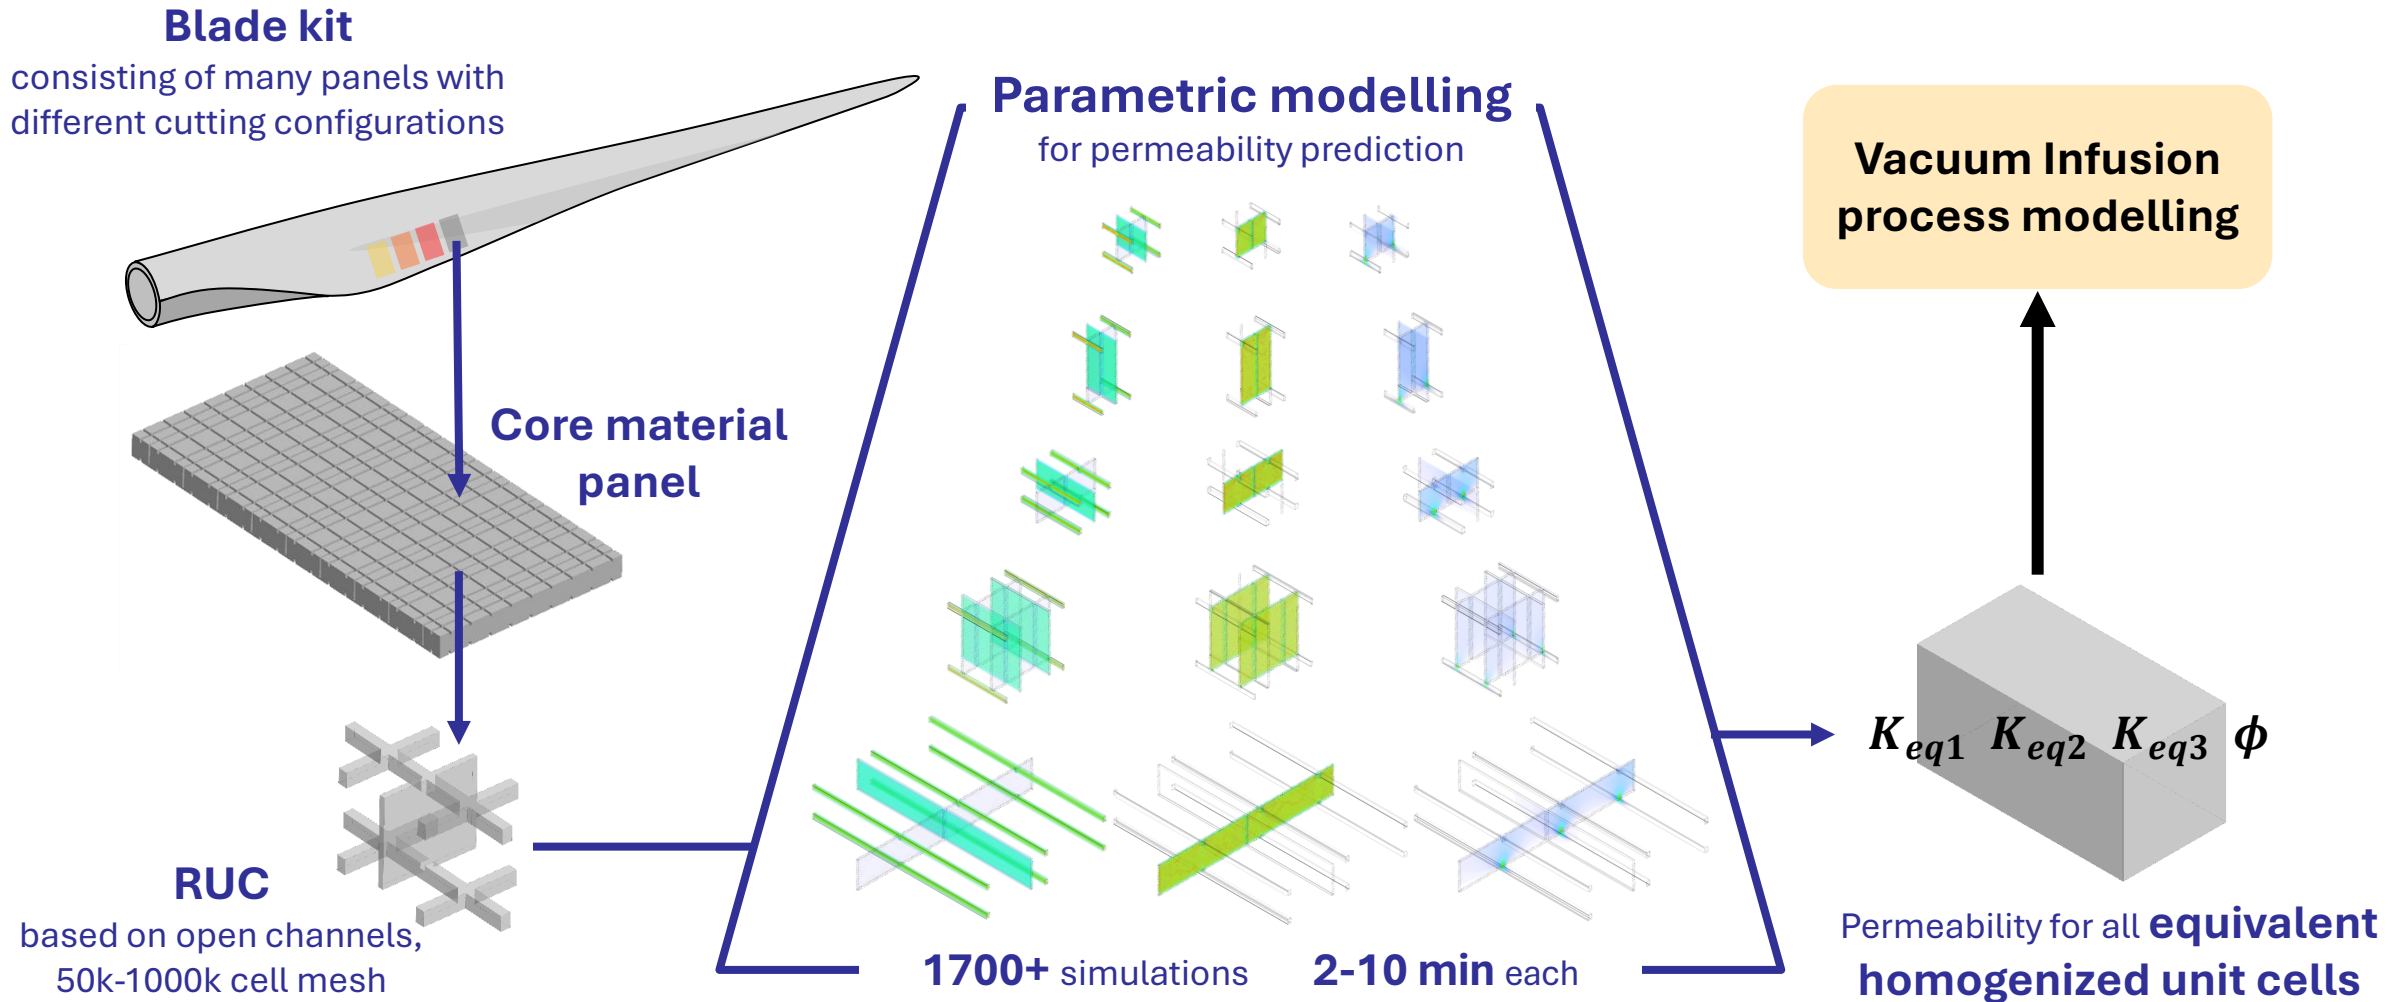 Blade kit
consisting of many panels with
different cutting configurations
Core material
panel
RUC
based on open channels,
50k-1000k cell mesh
Parametric modelling
for permeability prediction
1700+ simulations 2-10 min each
Vacuum Infusion
process modelling
K_eq1 K_eq2 K_eq3 ϕ
Permeability for all equivalent
homogenized unit cells